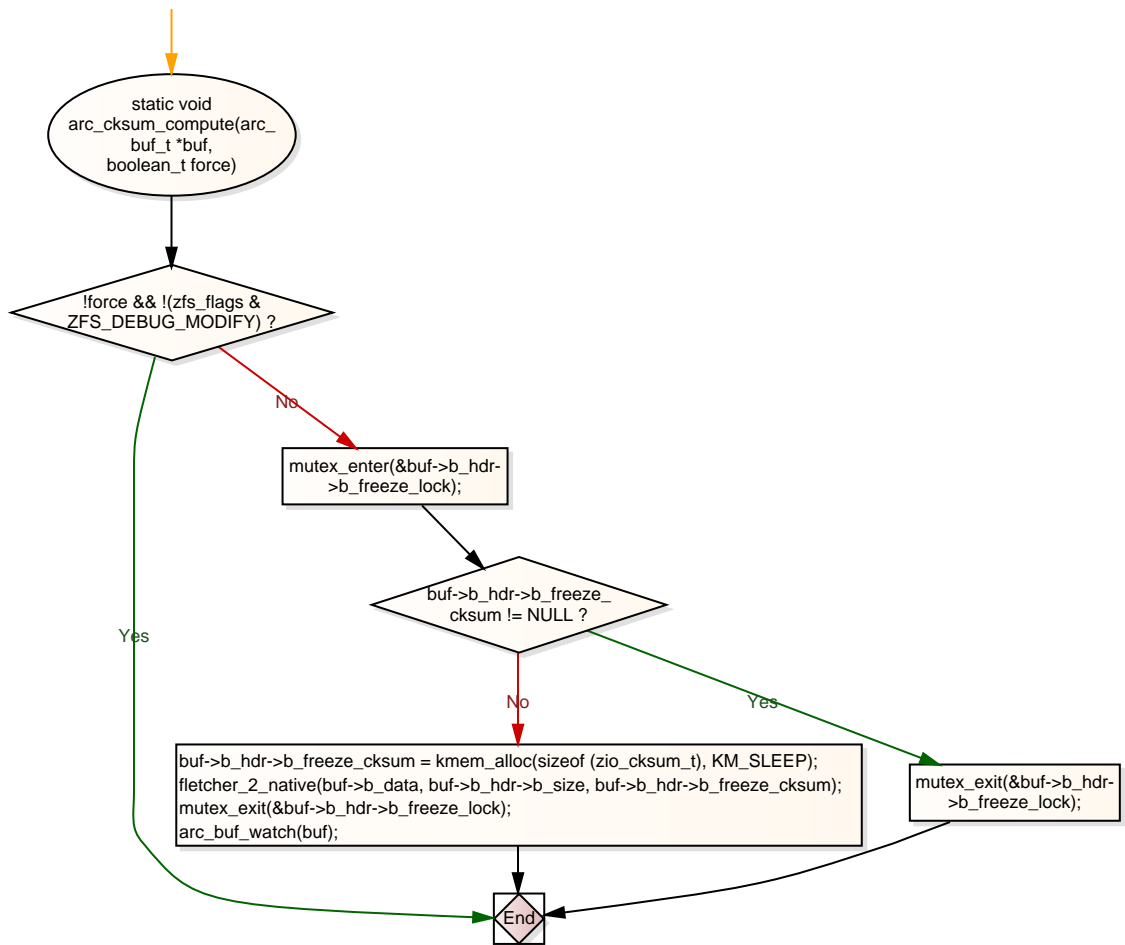 static void
arc_cksum_compute(arc_
buf_t *buf,
boolean_t force)
!force && !(zfs_flags &
ZFS_DEBUG_MODIFY) ?
No
mutex_enter(&buf->b_hdr-
>b_freeze_lock);
buf->b_hdr->b_freeze_
cksum != NULL ?
Yes
No
Yes
buf->b_hdr->b_freeze_cksum = kmem_alloc(sizeof (zio_cksum_t), KM_SLEEP);
fletcher_2_native(buf->b_data, buf->b_hdr->b_size, buf->b_hdr->b_freeze_cksum);
mutex_exit(&buf->b_hdr->b_freeze_lock);
arc_buf_watch(buf);
mutex_exit(&buf->b_hdr-
>b_freeze_lock);
End